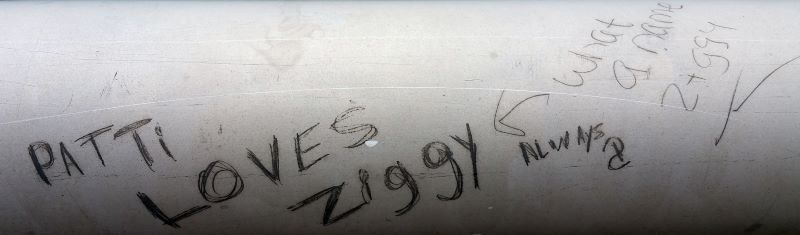 PATTi
LOVES
Ziggy
ALWAYS
what
a name
Ziggy